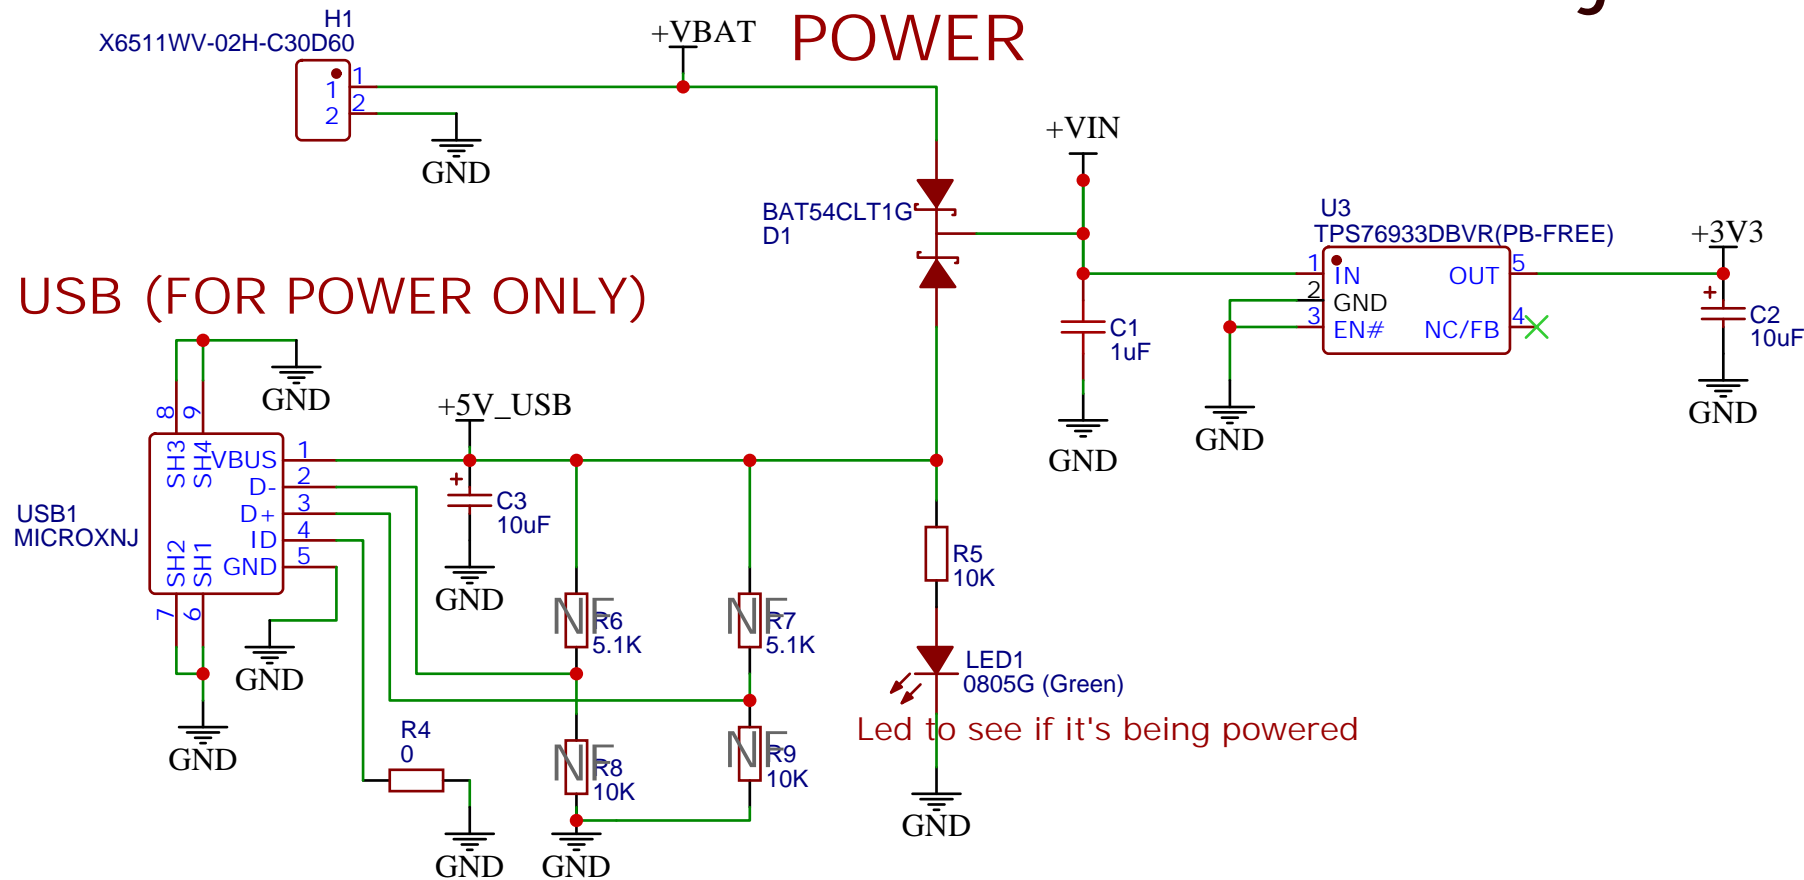 H1
X6511WV-02H-C30D60
1
1
2
2
GND
+VBAT
POWER
+VIN
BAT54CLT1G
D1
U3
TPS76933DBVR(PB-FREE)
+3V3
1
IN
OUT
5
2
GND
3
EN#
NC/FB
4
C1
1uF
C2
10uF
GND
GND
GND
USB (FOR POWER ONLY)
GND
+5V_USB
8
9
SH3
SH4
VBUS
1
D-
2
D+
3
ID
4
GND
5
USB1
MICROXNJ
SH2
SH1
7
6
C3
10uF
GND
GND
GND
R5
10K
NF
R6
5.1K
NF
R7
5.1K
LED1
0805G (Green)
Led to see if it's being powered
R4
0
NF
R8
10K
NF
R9
10K
GND
GND
GND